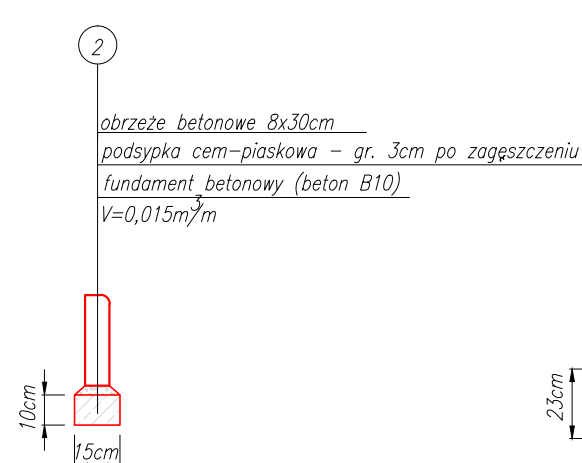 2
obrzeże betonowe 8x30cm
podsypka cem-piaskowa - gr. 3cm po zagęszczeniu
fundament betonowy (beton B10)
V=0,015m³/m
10cm
15cm
23cm